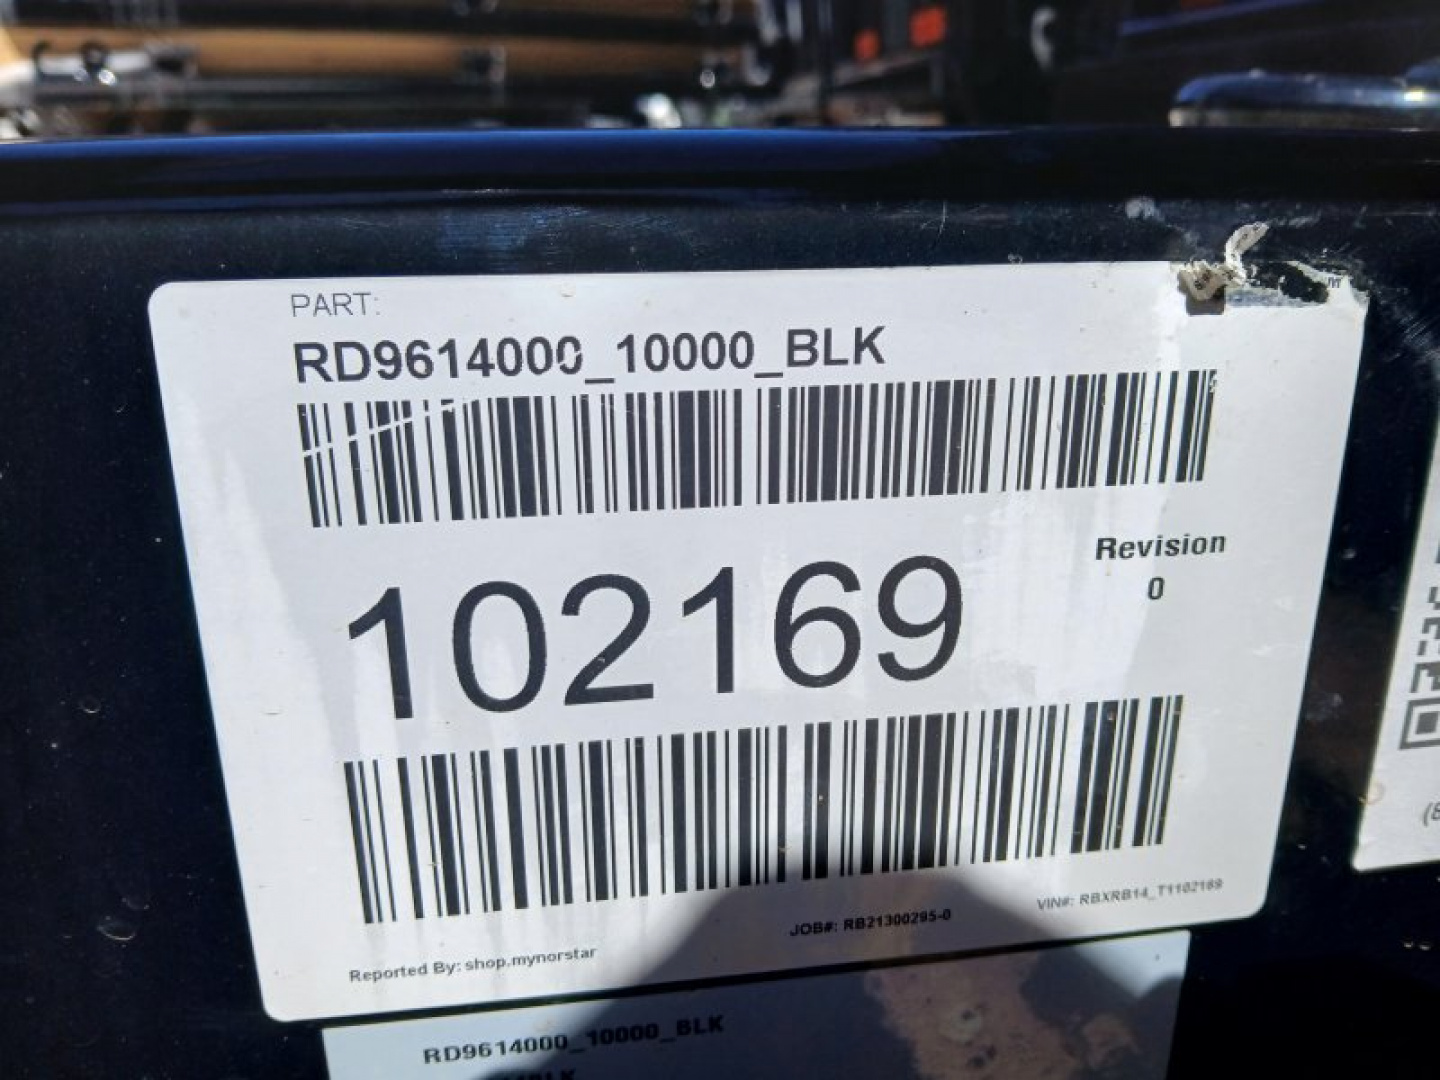 PART:
RD9614000_10000_BLK
Revision
0
102169
JOB#: RB21300295-0
VIN#: RBXRB14_T1102169
Reported By: shop.mynorstar
RD9614000_10000_BLK